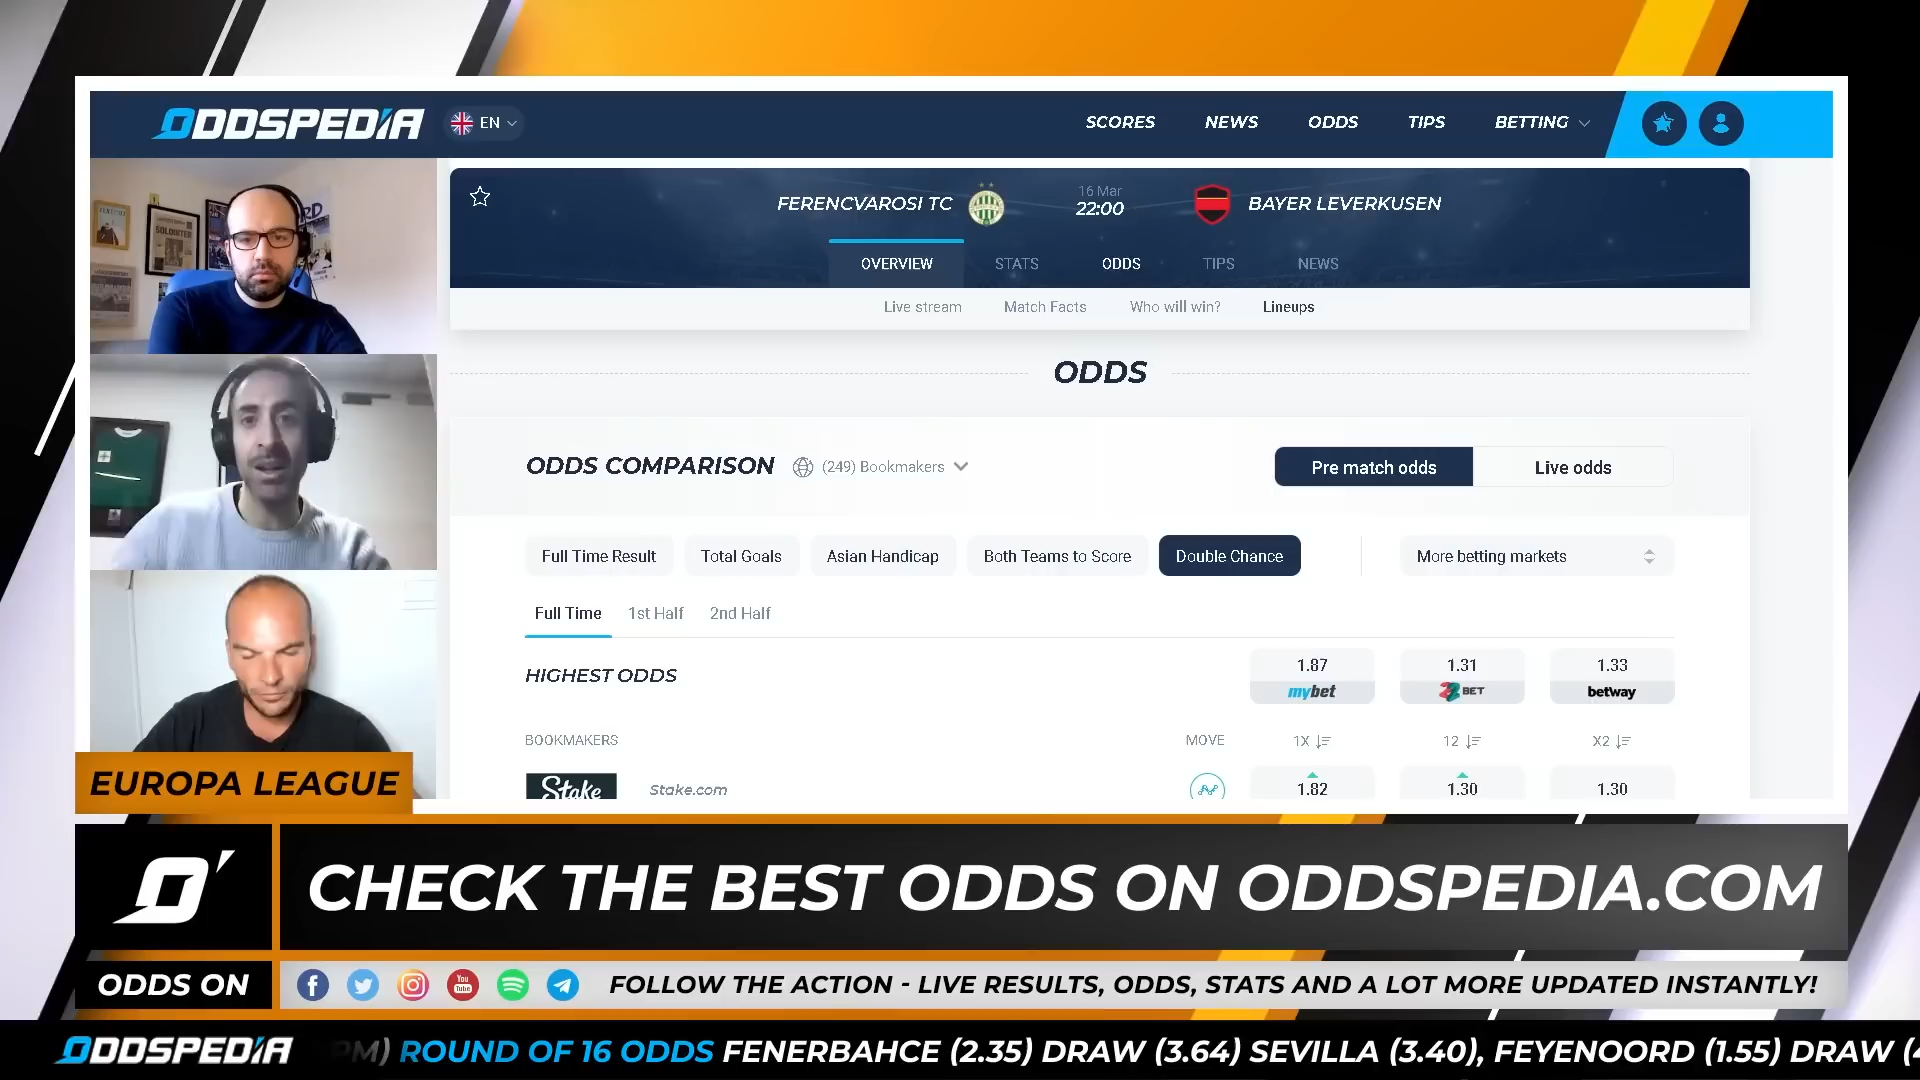 ODDSPEDIA
EN
SCORES NEWS ODDS TIPS BETTING
FERENCVAROSI TC
16 Mar
22:00
BAYER LEVERKUSEN
OVERVIEW STATS ODDS TIPS NEWS
Live stream Match Facts Who will win? Lineups
ODDS
ODDS COMPARISON (249) Bookmakers
Pre match odds Live odds
Full Time Result Total Goals Asian Handicap Both Teams to Score Double Chance More betting markets
Full Time 1st Half 2nd Half
HIGHEST ODDS
1.87 1.31 1.33
mybet 22BET betway
BOOKMAKERS MOVE 1X 12 X2
Stake Stake.com 1.82 1.30 1.30
SOLDITER
EUROPA LEAGUE
CHECK THE BEST ODDS ON ODDSPEDIA.COM
ODDS ON
You Tube
FOLLOW THE ACTION - LIVE RESULTS, ODDS, STATS AND A LOT MORE UPDATED INSTANTLY!
ODDSPEDIA PM) ROUND OF 16 ODDS FENERBAHCE (2.35) DRAW (3.64) SEVILLA (3.40), FEYENOORD (1.55) DRAW (4